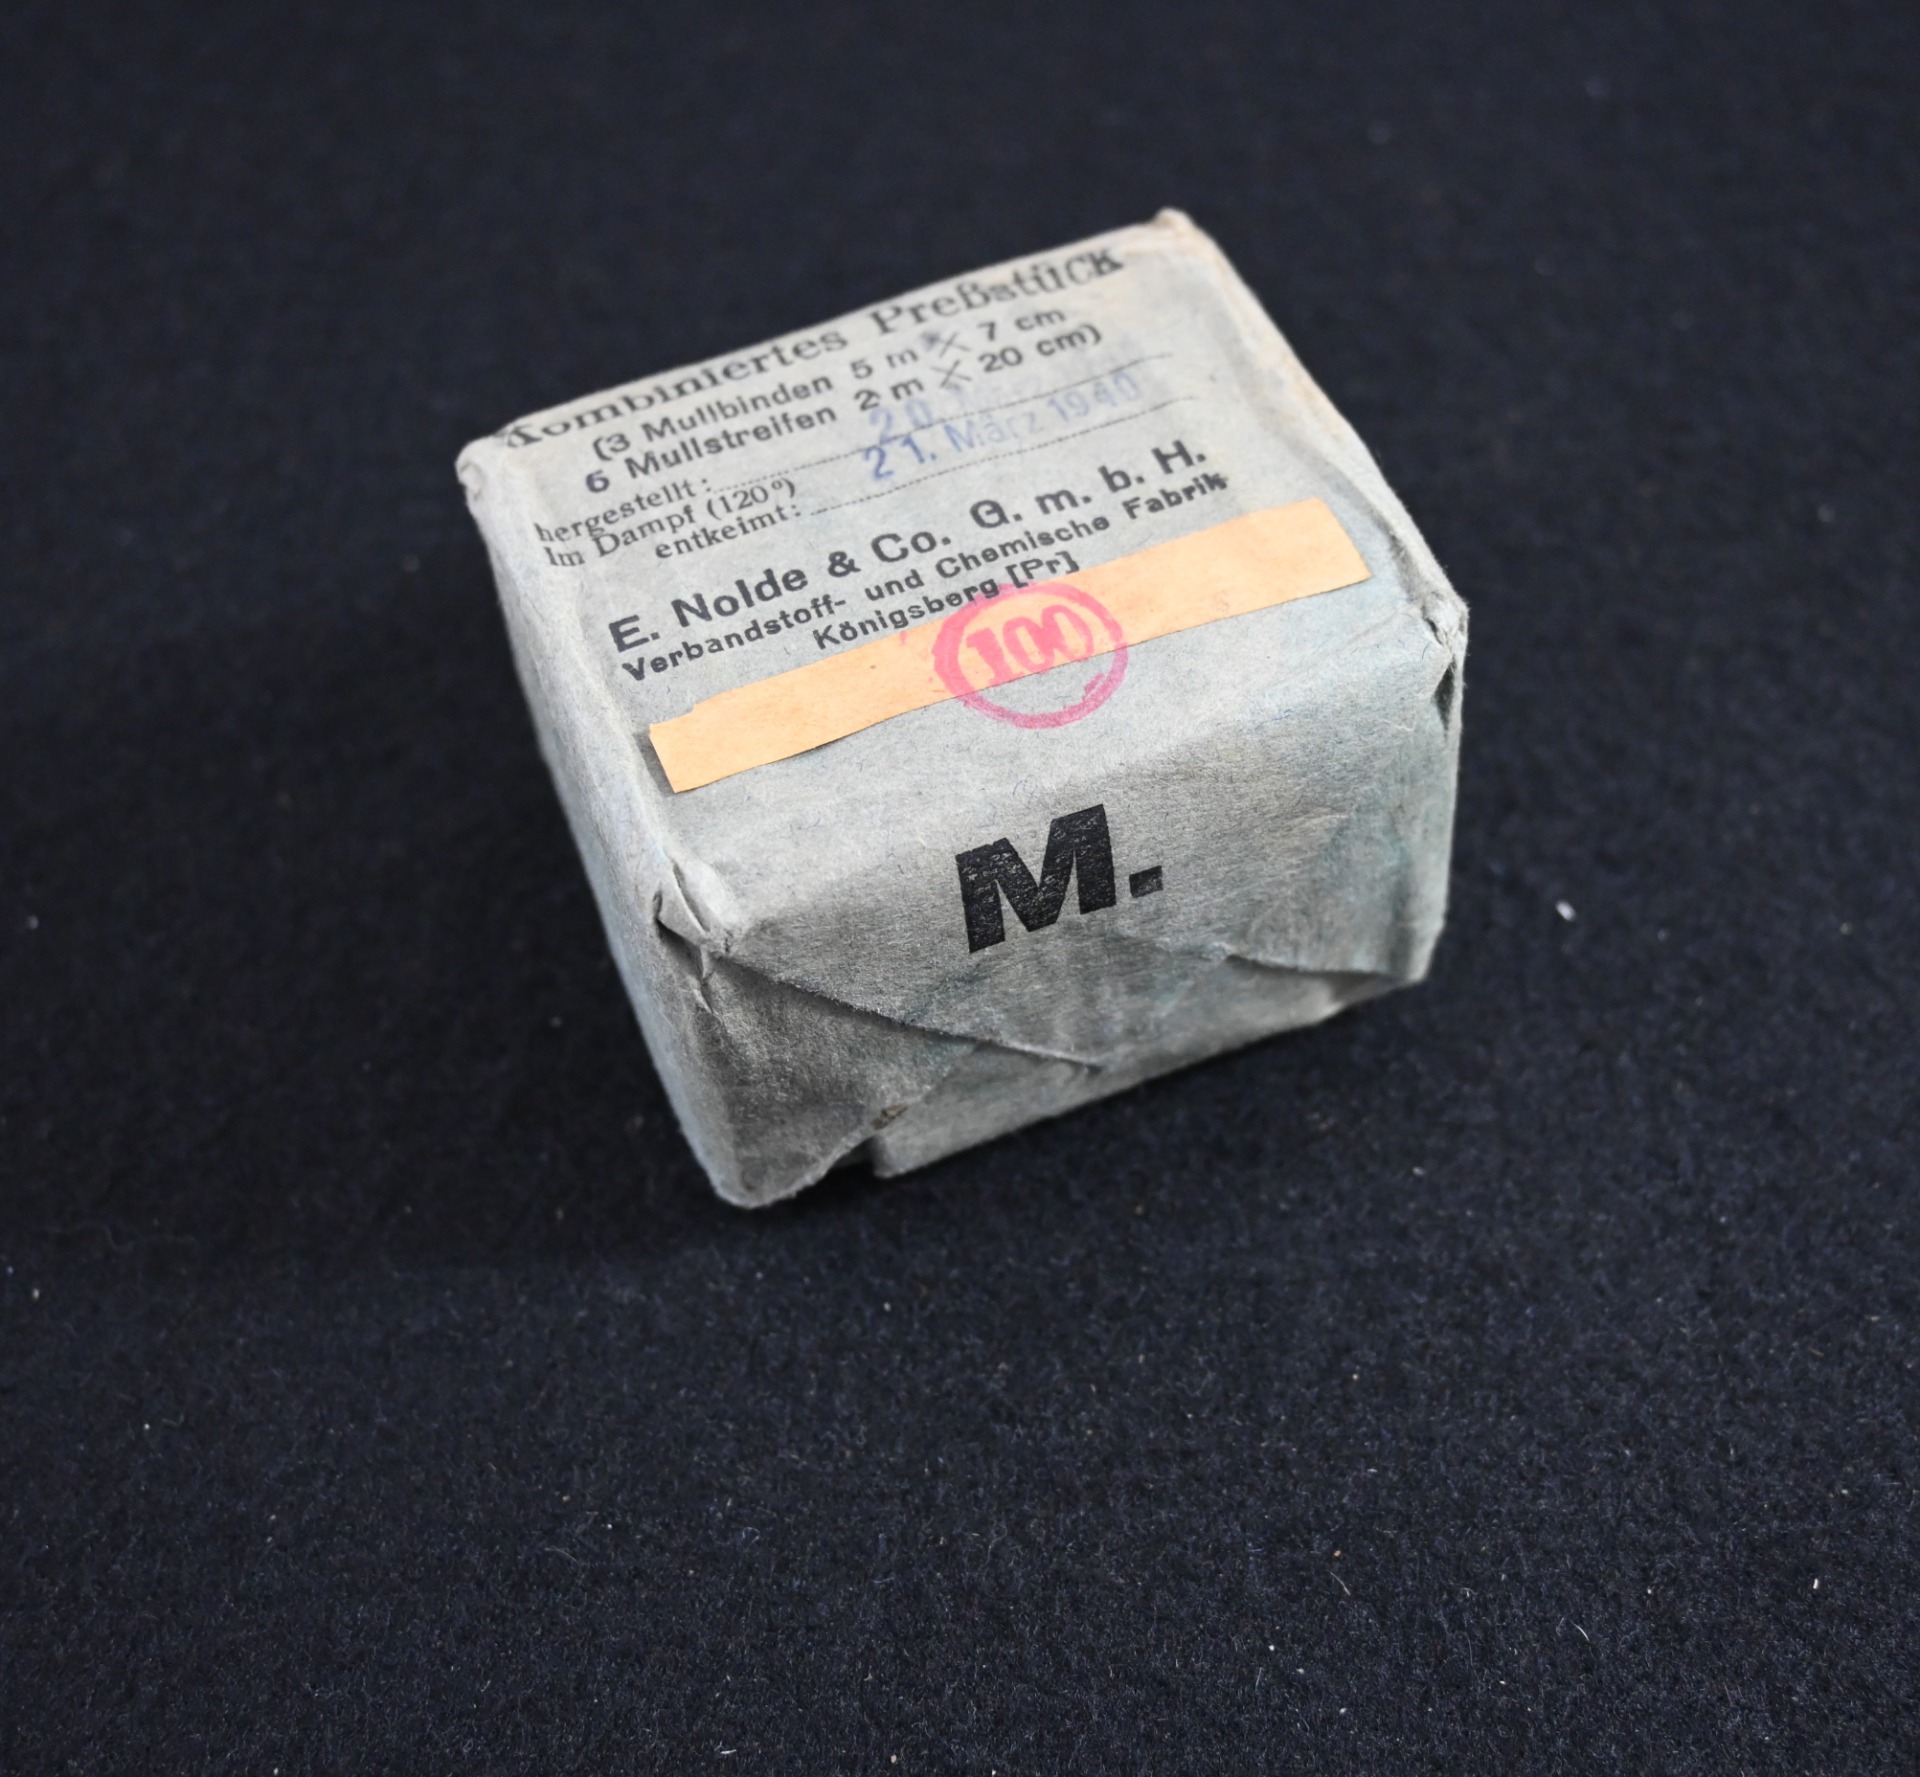 Kombiniertes Preßstück
(3 Mullbinden 5 m × 7 cm
6 Mullstreifen 2 m × 20 cm)
hergestellt: 20.
Im Dampf (120°)
entkeimt: 21. März 1940
E. Nolde & Co. G. m. b. H.
Verbandstoff- und Chemische Fabrik
Königsberg [Pr]
100
M.